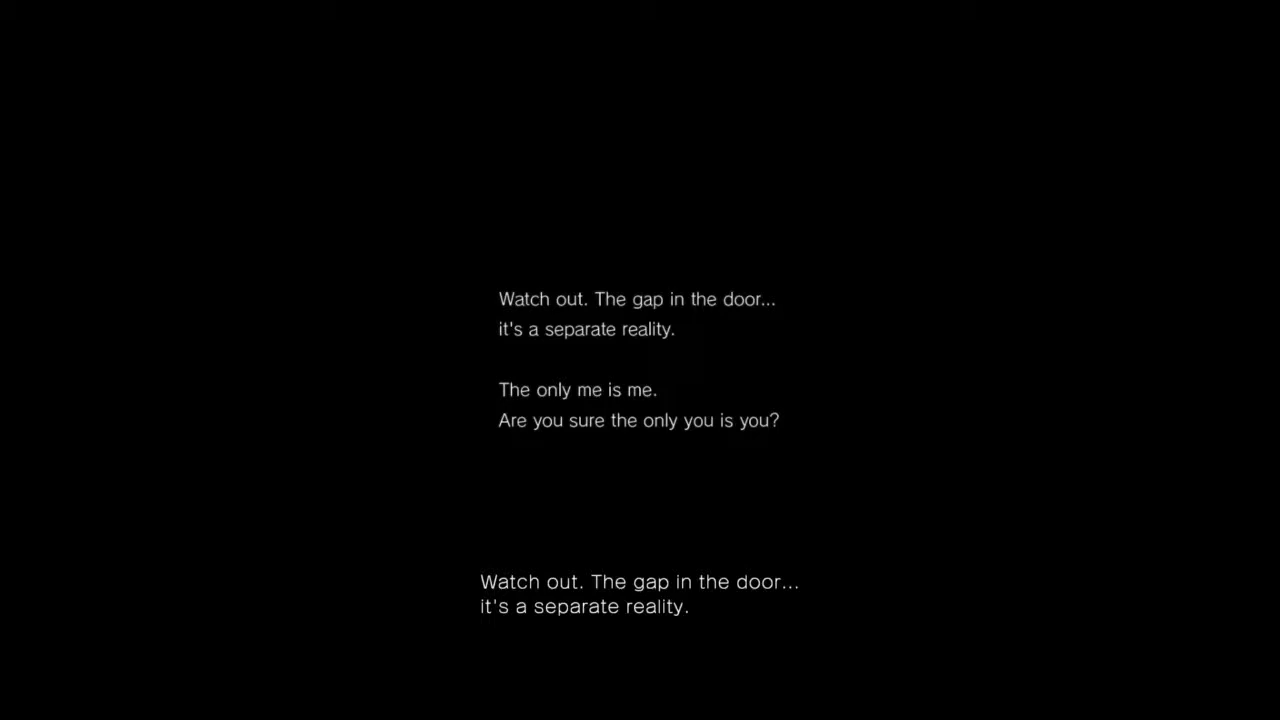 Watch out. The gap in the door...
it's a separate reality.
The only me is me.
Are you sure the only you is you?
Watch out. The gap in the door...
it's a separate reality.